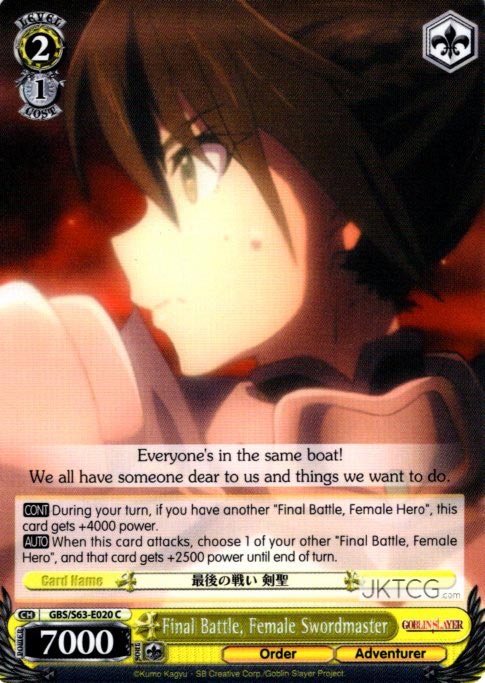 LEVEL
2
1
COST
Everyone's in the same boat!
We all have someone dear to us and things we want to do.
CONT During your turn, if you have another "Final Battle, Female Hero", this
card gets +4000 power.
AUTO When this card attacks, choose 1 of your other "Final Battle, Female
Hero", and that card gets +2500 power until end of turn.
Card Name 最後の戦い 剣聖
JKTCG.com
CH GBS/S63-E020 C
POWER 7000 SOUL
Final Battle, Female Swordmaster GOBLIN SLAYER
Order Adventurer
©Kumo Kagyu・SB Creative Corp./Goblin Slayer Project.